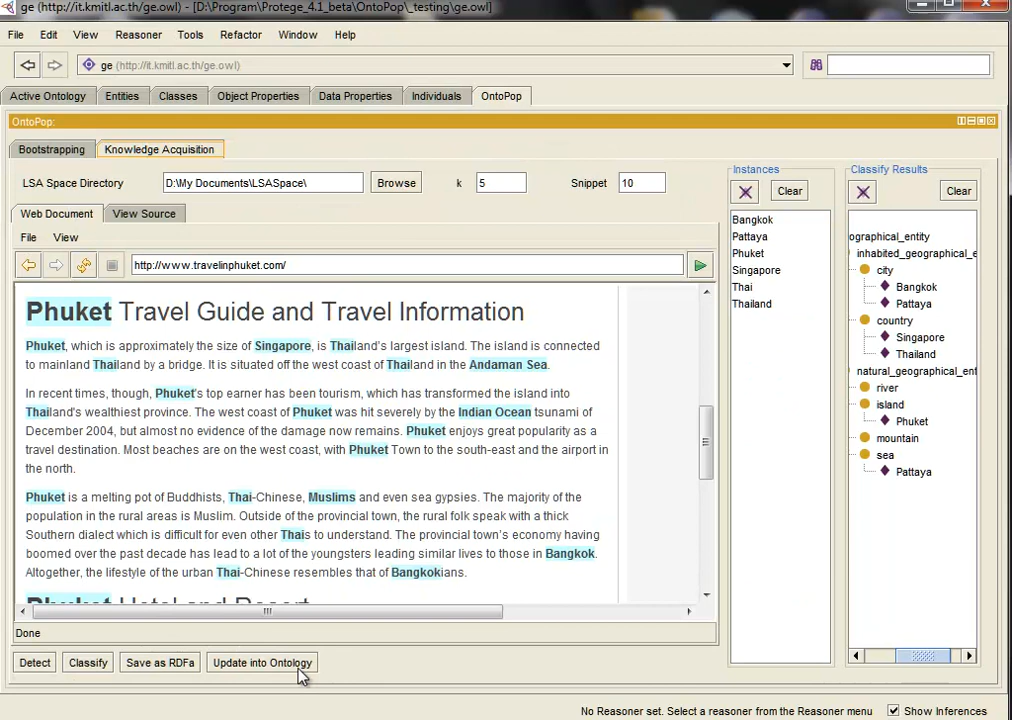 ge (http://it.kmitl.ac.th/ge.owl) - [D:\Program\Protege_4.1_beta\OntoPop\_testing\ge.owl]
File Edit View Reasoner Tools Refactor Window Help
ge (http://it.kmitl.ac.th/ge.owl)
Active Ontology Entities Classes Object Properties Data Properties Individuals OntoPop
OntoPop:
Bootstrapping Knowledge Acquisition
LSA Space Directory D:\My Documents\LSASpace\ Browse k 5 Snippet 10
Web Document View Source
File View
http://www.travelinphuket.com/
Phuket Travel Guide and Travel Information
Phuket, which is approximately the size of Singapore, is Thailand's largest island. The island is connected
to mainland Thailand by a bridge. It is situated off the west coast of Thailand in the Andaman Sea.
In recent times, though, Phuket's top earner has been tourism, which has transformed the island into
Thailand's wealthiest province. The west coast of Phuket was hit severely by the Indian Ocean tsunami of
December 2004, but almost no evidence of the damage now remains. Phuket enjoys great popularity as a
travel destination. Most beaches are on the west coast, with Phuket Town to the south-east and the airport in
the north.
Phuket is a melting pot of Buddhists, Thai-Chinese, Muslims and even sea gypsies. The majority of the
population in the rural areas is Muslim. Outside of the provincial town, the rural folk speak with a thick
Southern dialect which is difficult for even other Thais to understand. The provincial town's economy having
boomed over the past decade has lead to a lot of the youngsters leading similar lives to those in Bangkok.
Altogether, the lifestyle of the urban Thai-Chinese resembles that of Bangkokians.
Phuket Hotel and Resort
Done
Detect Classify Save as RDFa Update into Ontology
Instances
Clear
Bangkok
Pattaya
Phuket
Singapore
Thai
Thailand
Classify Results
Clear
ographical_entity
inhabited_geographical_e
city
Bangkok
Pattaya
country
Singapore
Thailand
natural_geographical_ent
river
island
Phuket
mountain
sea
Pattaya
No Reasoner set. Select a reasoner from the Reasoner menu Show Inferences